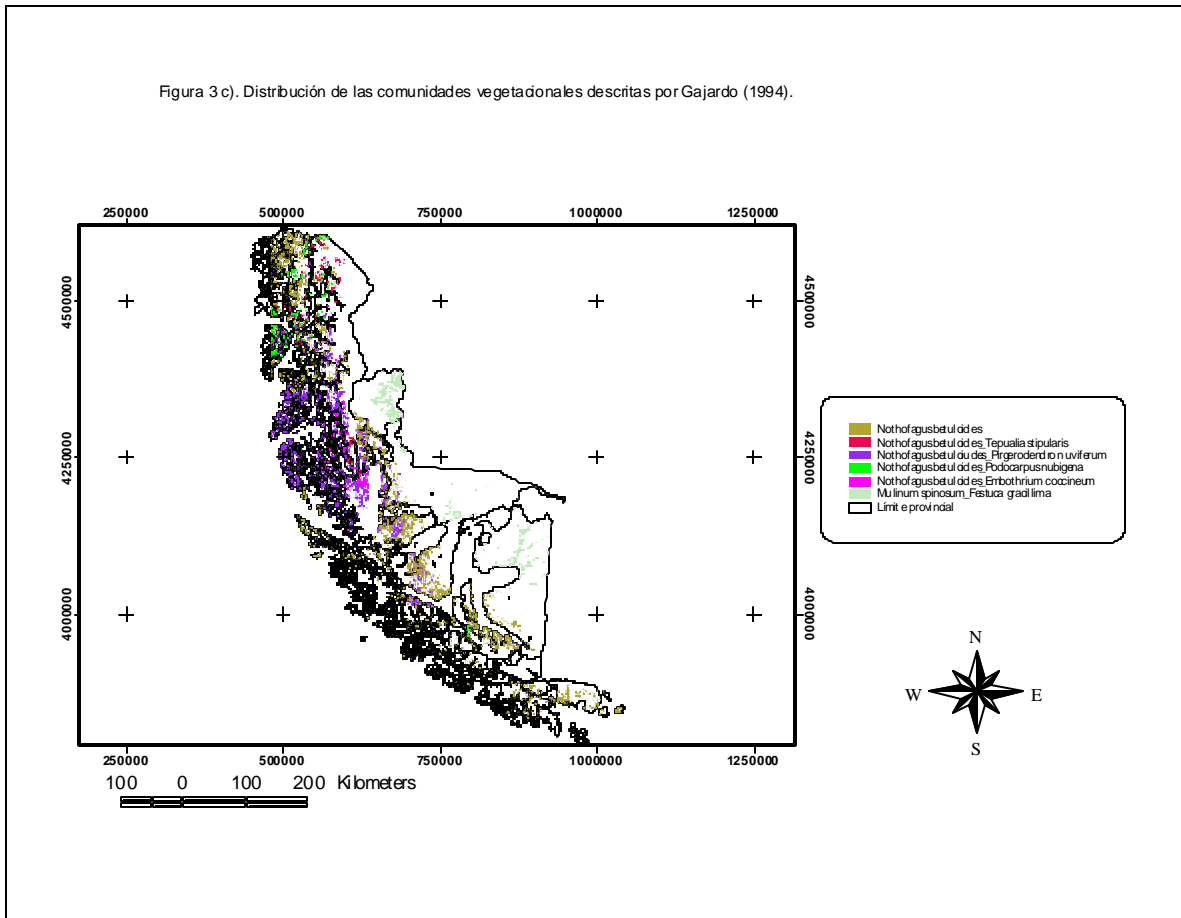 Figura 3 c). Distribución de las comunidades vegetacionales descritas por Gajardo (1994).
250000 500000 750000 1000000 1250000
4500000 4500000
4250000 4250000
4000000 4000000
250000 500000 750000 1000000 1250000
100 0 100 200 Kilometers
Nothofagus betuloides
Nothofagus betuloides_Tepualia stipularis
Nothofagus betuloiudes_Pirgerodendron uviferum
Nothofagus betuloides_Podocarpus nubigena
Nothofagus betuloides_Embothrium coccineum
Mulinum spinosum_Festuca gracillima
Límite provincial
N
W E
S